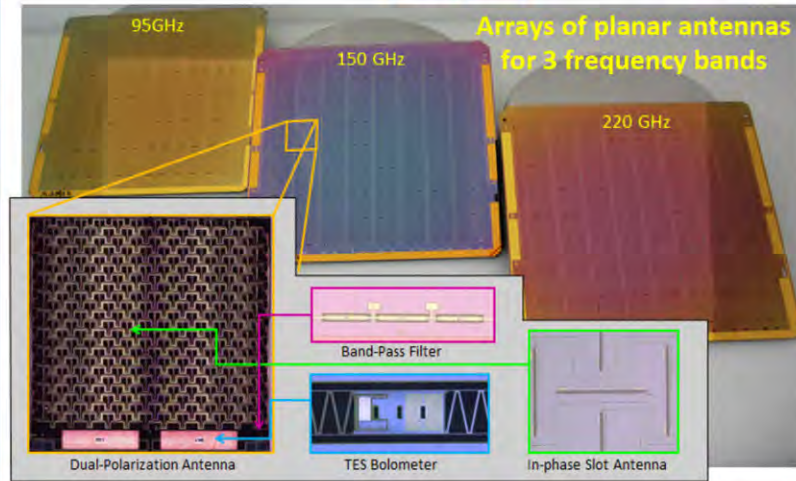 Arrays of planar antennas
for 3 frequency bands
95GHz
150 GHz
220 GHz
Band-Pass Filter
Dual-Polarization Antenna
TES Bolometer
In-phase Slot Antenna